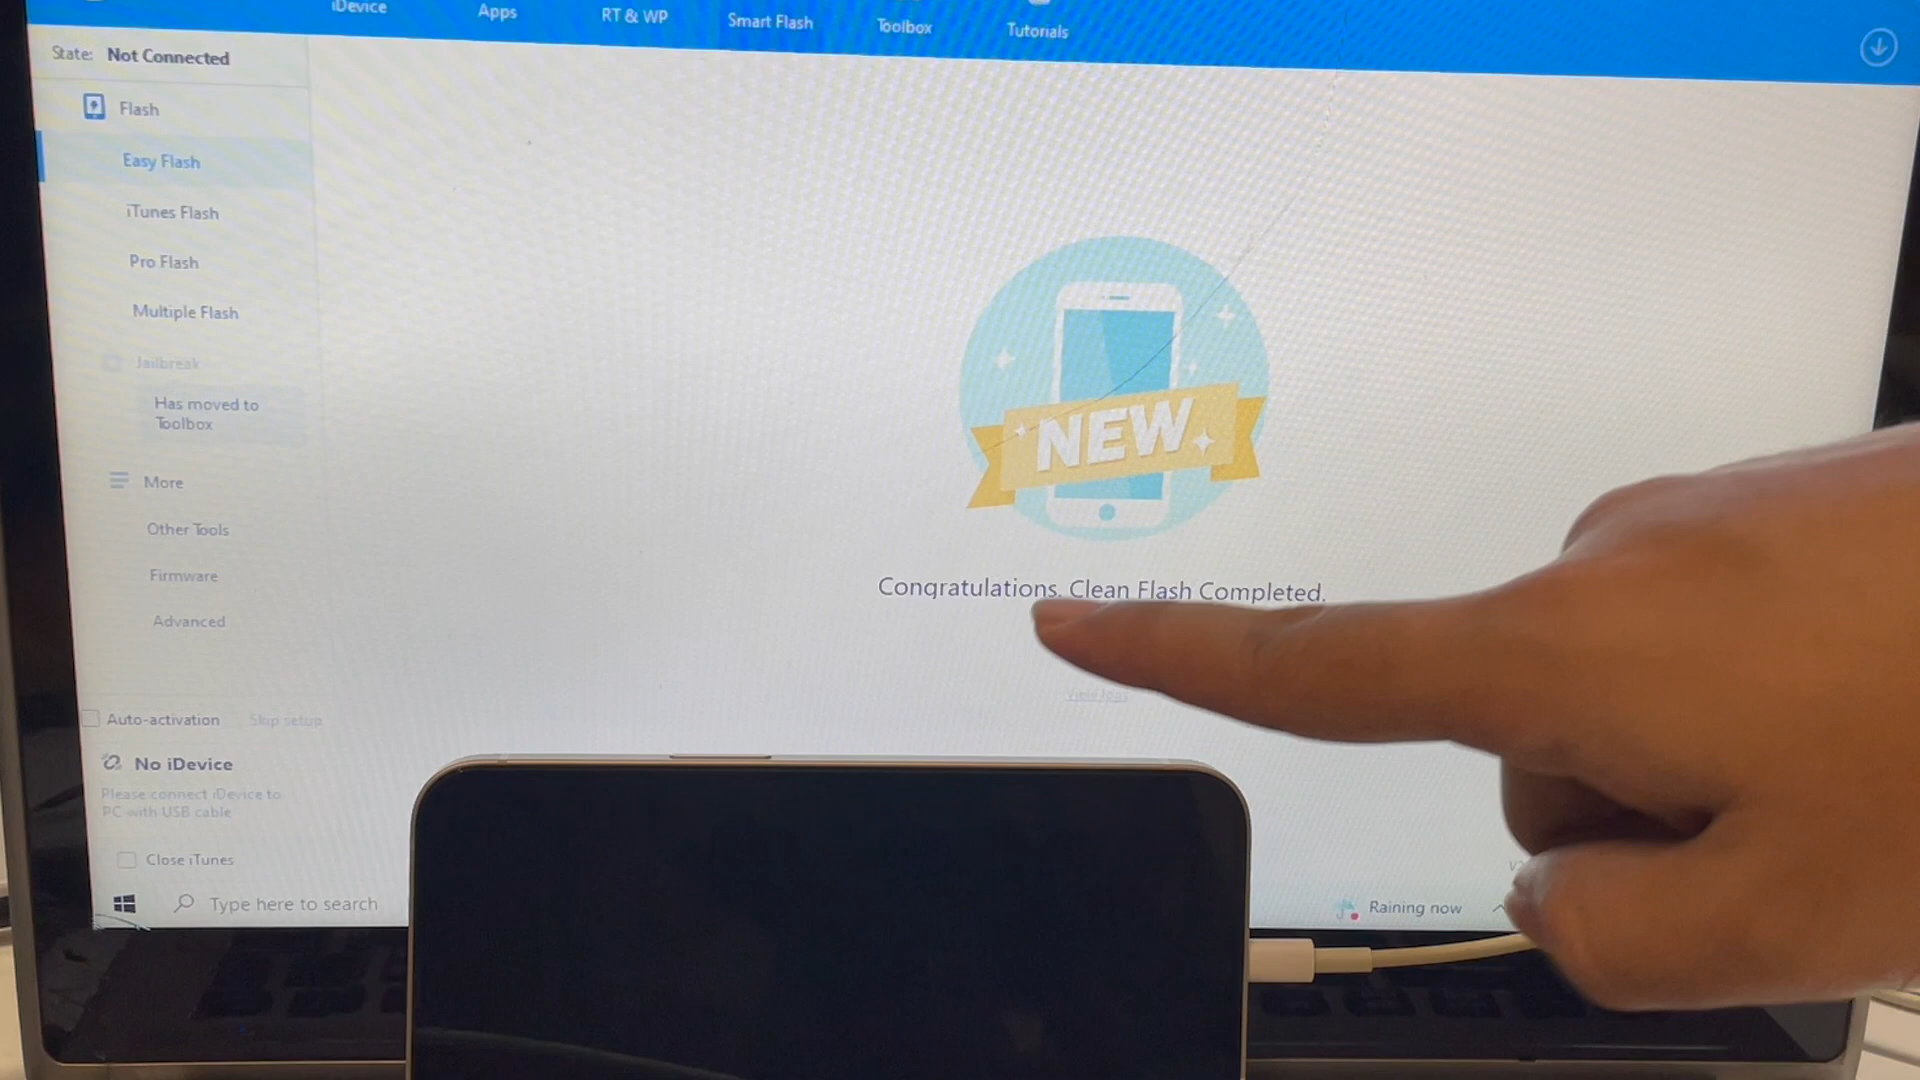 iDevice
Apps
RT & WP
Smart Flash
Toolbox
Tutorials
State: Not Connected
Flash
Easy Flash
iTunes Flash
Pro Flash
Multiple Flash
Jailbreak
Has moved to
Toolbox
More
Other Tools
Firmware
Advanced
NEW
Congratulations. Clean Flash Completed.
View logs
Auto-activation
Skip setup
No iDevice
Please connect iDevice to
PC with USB cable
Close iTunes
Type here to search
Raining now